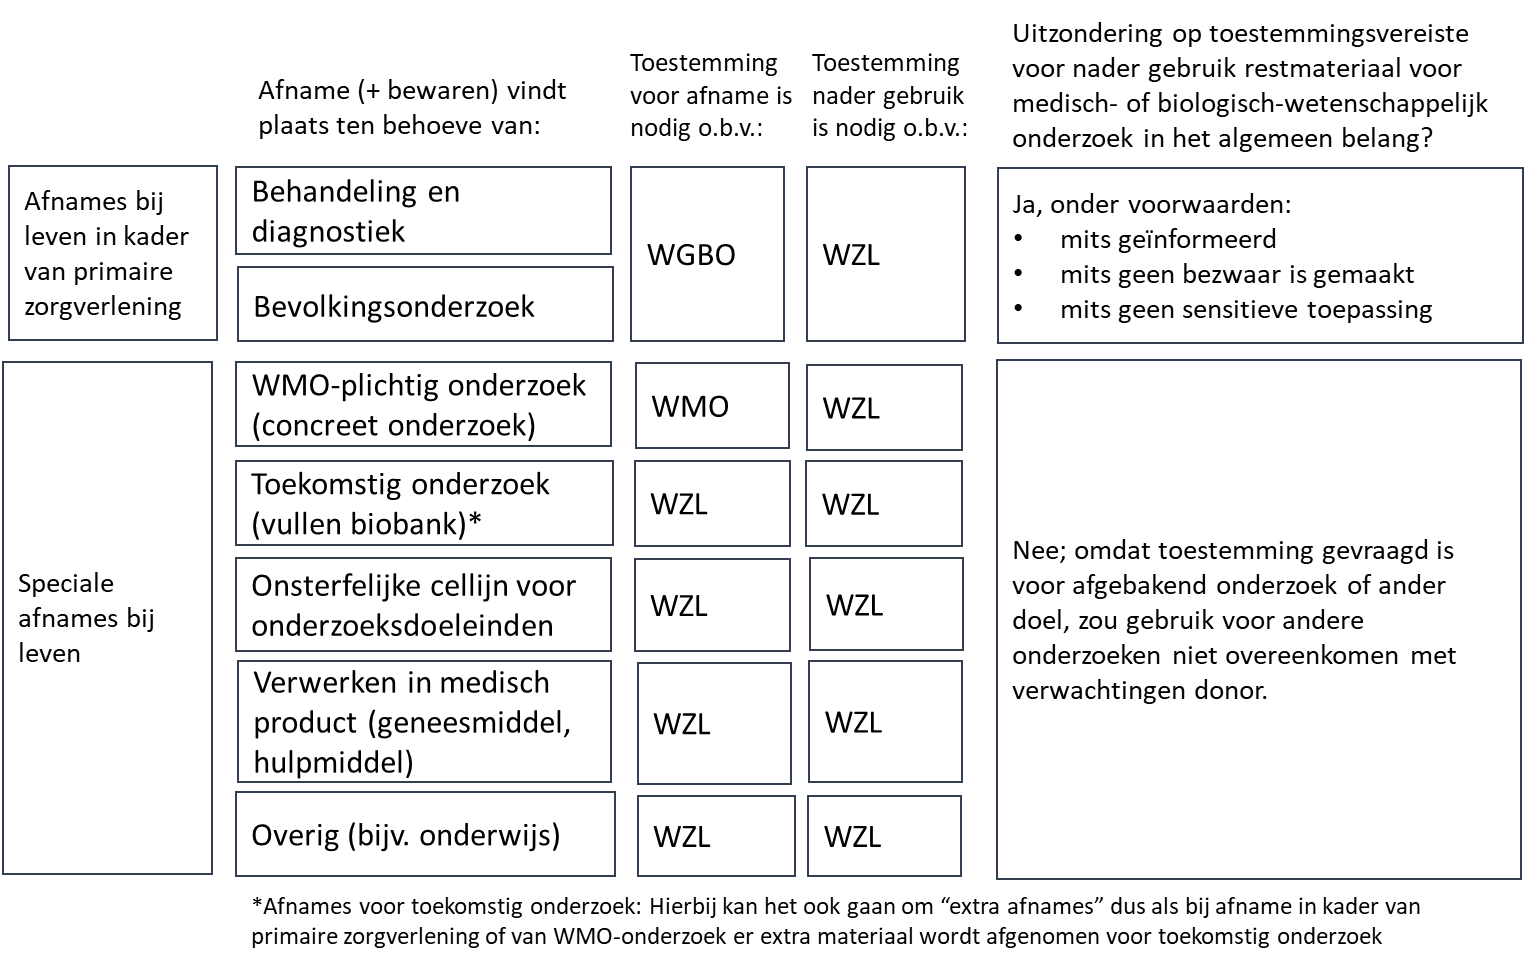 Afname (+ bewaren) vindt
plaats ten behoeve van:
Toestemming
voor afname is
nodig o.b.v.:
Toestemming
nader gebruik
is nodig o.b.v.:
Uitzondering op toestemmingsvereiste
voor nader gebruik restmateriaal voor
medisch- of biologisch-wetenschappelijk
onderzoek in het algemeen belang?
Afnames bij
leven in kader
van primaire
zorgverlening
Behandeling en
diagnostiek
Bevolkingsonderzoek
WGBO
WZL
Ja, onder voorwaarden:
• mits geïnformeerd
• mits geen bezwaar is gemaakt
• mits geen sensitieve toepassing
Speciale
afnames bij
leven
WMO-plichtig onderzoek
(concreet onderzoek)
WMO
WZL
Toekomstig onderzoek
(vullen biobank)*
WZL
WZL
Onsterfelijke cellijn voor
onderzoeksdoeleinden
WZL
WZL
Verwerken in medisch
product (geneesmiddel,
hulpmiddel)
WZL
WZL
Overig (bijv. onderwijs)
WZL
WZL
Nee; omdat toestemming gevraagd is
voor afgebakend onderzoek of ander
doel, zou gebruik voor andere
onderzoeken niet overeenkomen met
verwachtingen donor.
*Afnames voor toekomstig onderzoek: Hierbij kan het ook gaan om “extra afnames” dus als bij afname in kader van
primaire zorgverlening of van WMO-onderzoek er extra materiaal wordt afgenomen voor toekomstig onderzoek